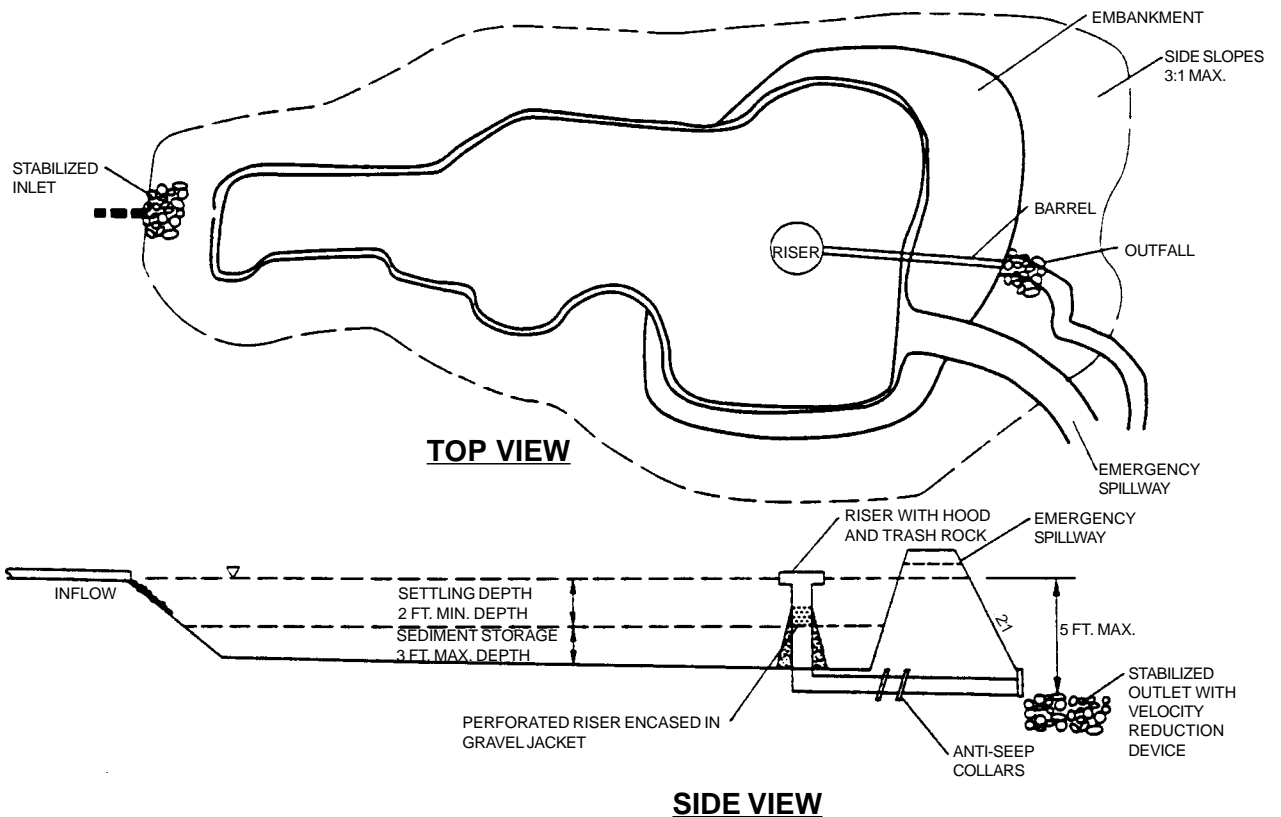 EMBANKMENT
SIDE SLOPES
3:1 MAX.
STABILIZED
INLET
BARREL
RISER
OUTFALL
TOP VIEW
EMERGENCY
SPILLWAY
RISER WITH HOOD
AND TRASH ROCK
EMERGENCY
SPILLWAY
INFLOW
SETTLING DEPTH
2 FT. MIN. DEPTH
SEDIMENT STORAGE
3 FT. MAX. DEPTH
2:1
5 FT. MAX.
STABILIZED
OUTLET WITH
VELOCITY
REDUCTION
DEVICE
PERFORATED RISER ENCASED IN
GRAVEL JACKET
ANTI-SEEP
COLLARS
SIDE VIEW